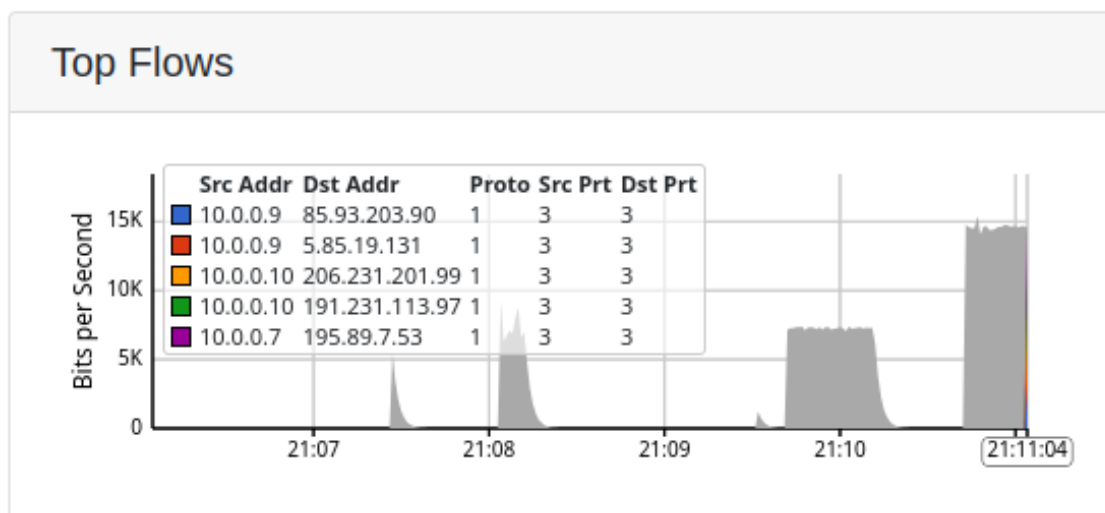 Top Flows
Src Addr Dst Addr Proto Src Prt Dst Prt
10.0.0.9 85.93.203.90 1 3 3
10.0.0.9 5.85.19.131 1 3 3
10.0.0.10 206.231.201.99 1 3 3
10.0.0.10 191.231.113.97 1 3 3
10.0.0.7 195.89.7.53 1 3 3
Bits per Second
15K
10K
5K
0
21:07 21:08 21:09 21:10 21:11:04